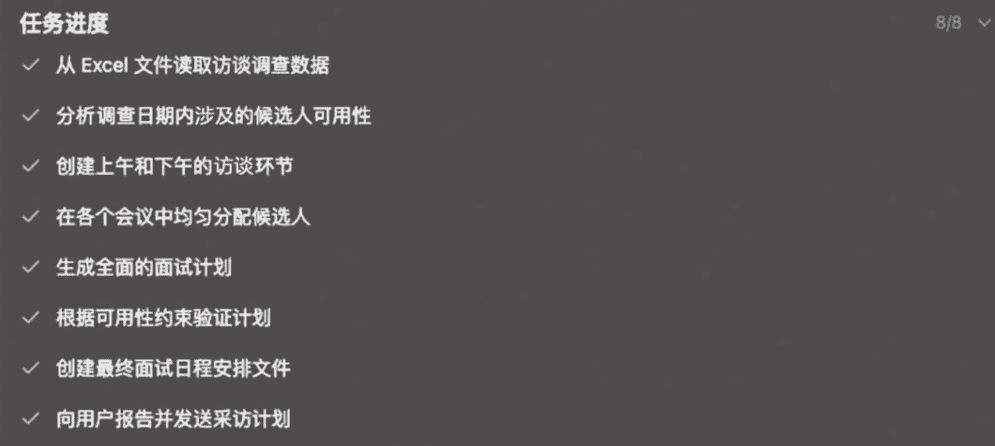 任务进度
8/8
从 Excel 文件读取访谈调查数据
分析调查日期内涉及的候选人可用性
创建上午和下午的访谈环节
在各个会议中均匀分配候选人
生成全面的面试计划
根据可用性约束验证计划
创建最终面试日程安排文件
向用户报告并发送采访计划